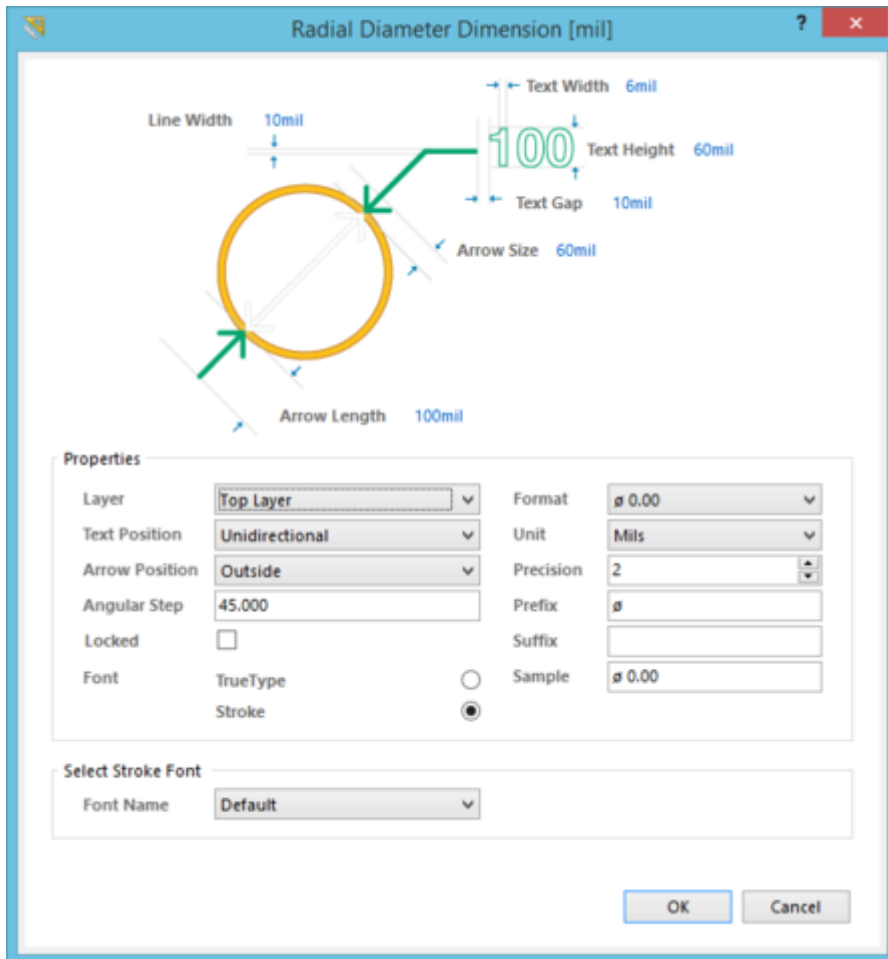 Radial Diameter Dimension [mil]
?
×
Text Width 6mil
Line Width 10mil
100
Text Height 60mil
Text Gap 10mil
Arrow Size 60mil
Arrow Length 100mil
Properties
Layer Top Layer Format ø 0.00
Text Position Unidirectional Unit Mils
Arrow Position Outside Precision 2
Angular Step 45.000 Prefix ø
Locked Suffix
Font TrueType Sample ø 0.00
Stroke
Select Stroke Font
Font Name Default
OK Cancel